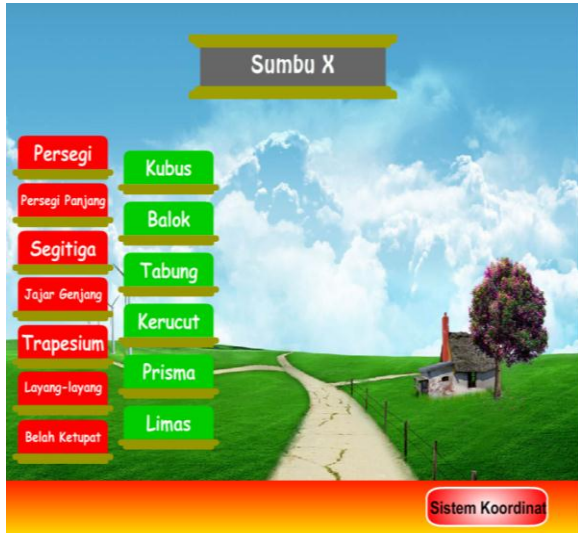 Sumbu X
Persegi
Persegi Panjang
Segitiga
Jajar Genjang
Trapesium
Layang-layang
Belah Ketupat
Kubus
Balok
Tabung
Kerucut
Prisma
Limas
Sistem Koordinat